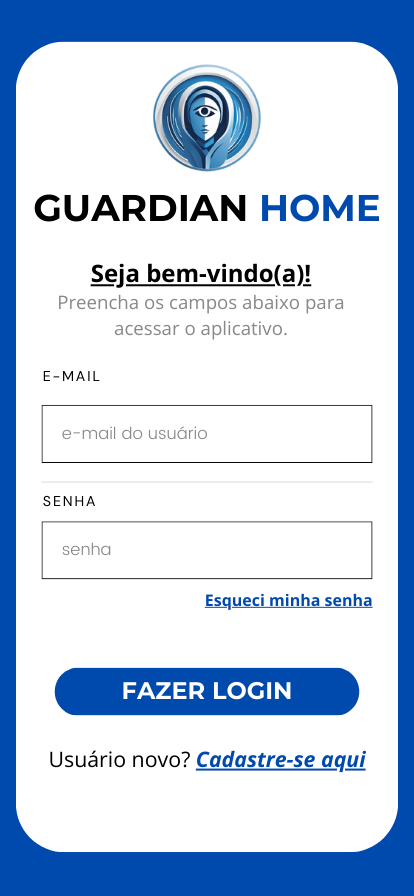 GUARDIAN HOME
Seja bem-vindo(a)!
Preencha os campos abaixo para
acessar o aplicativo.
E-MAIL
e-mail do usuário
SENHA
senha
Esqueci minha senha
FAZER LOGIN
Usuário novo? Cadastre-se aqui